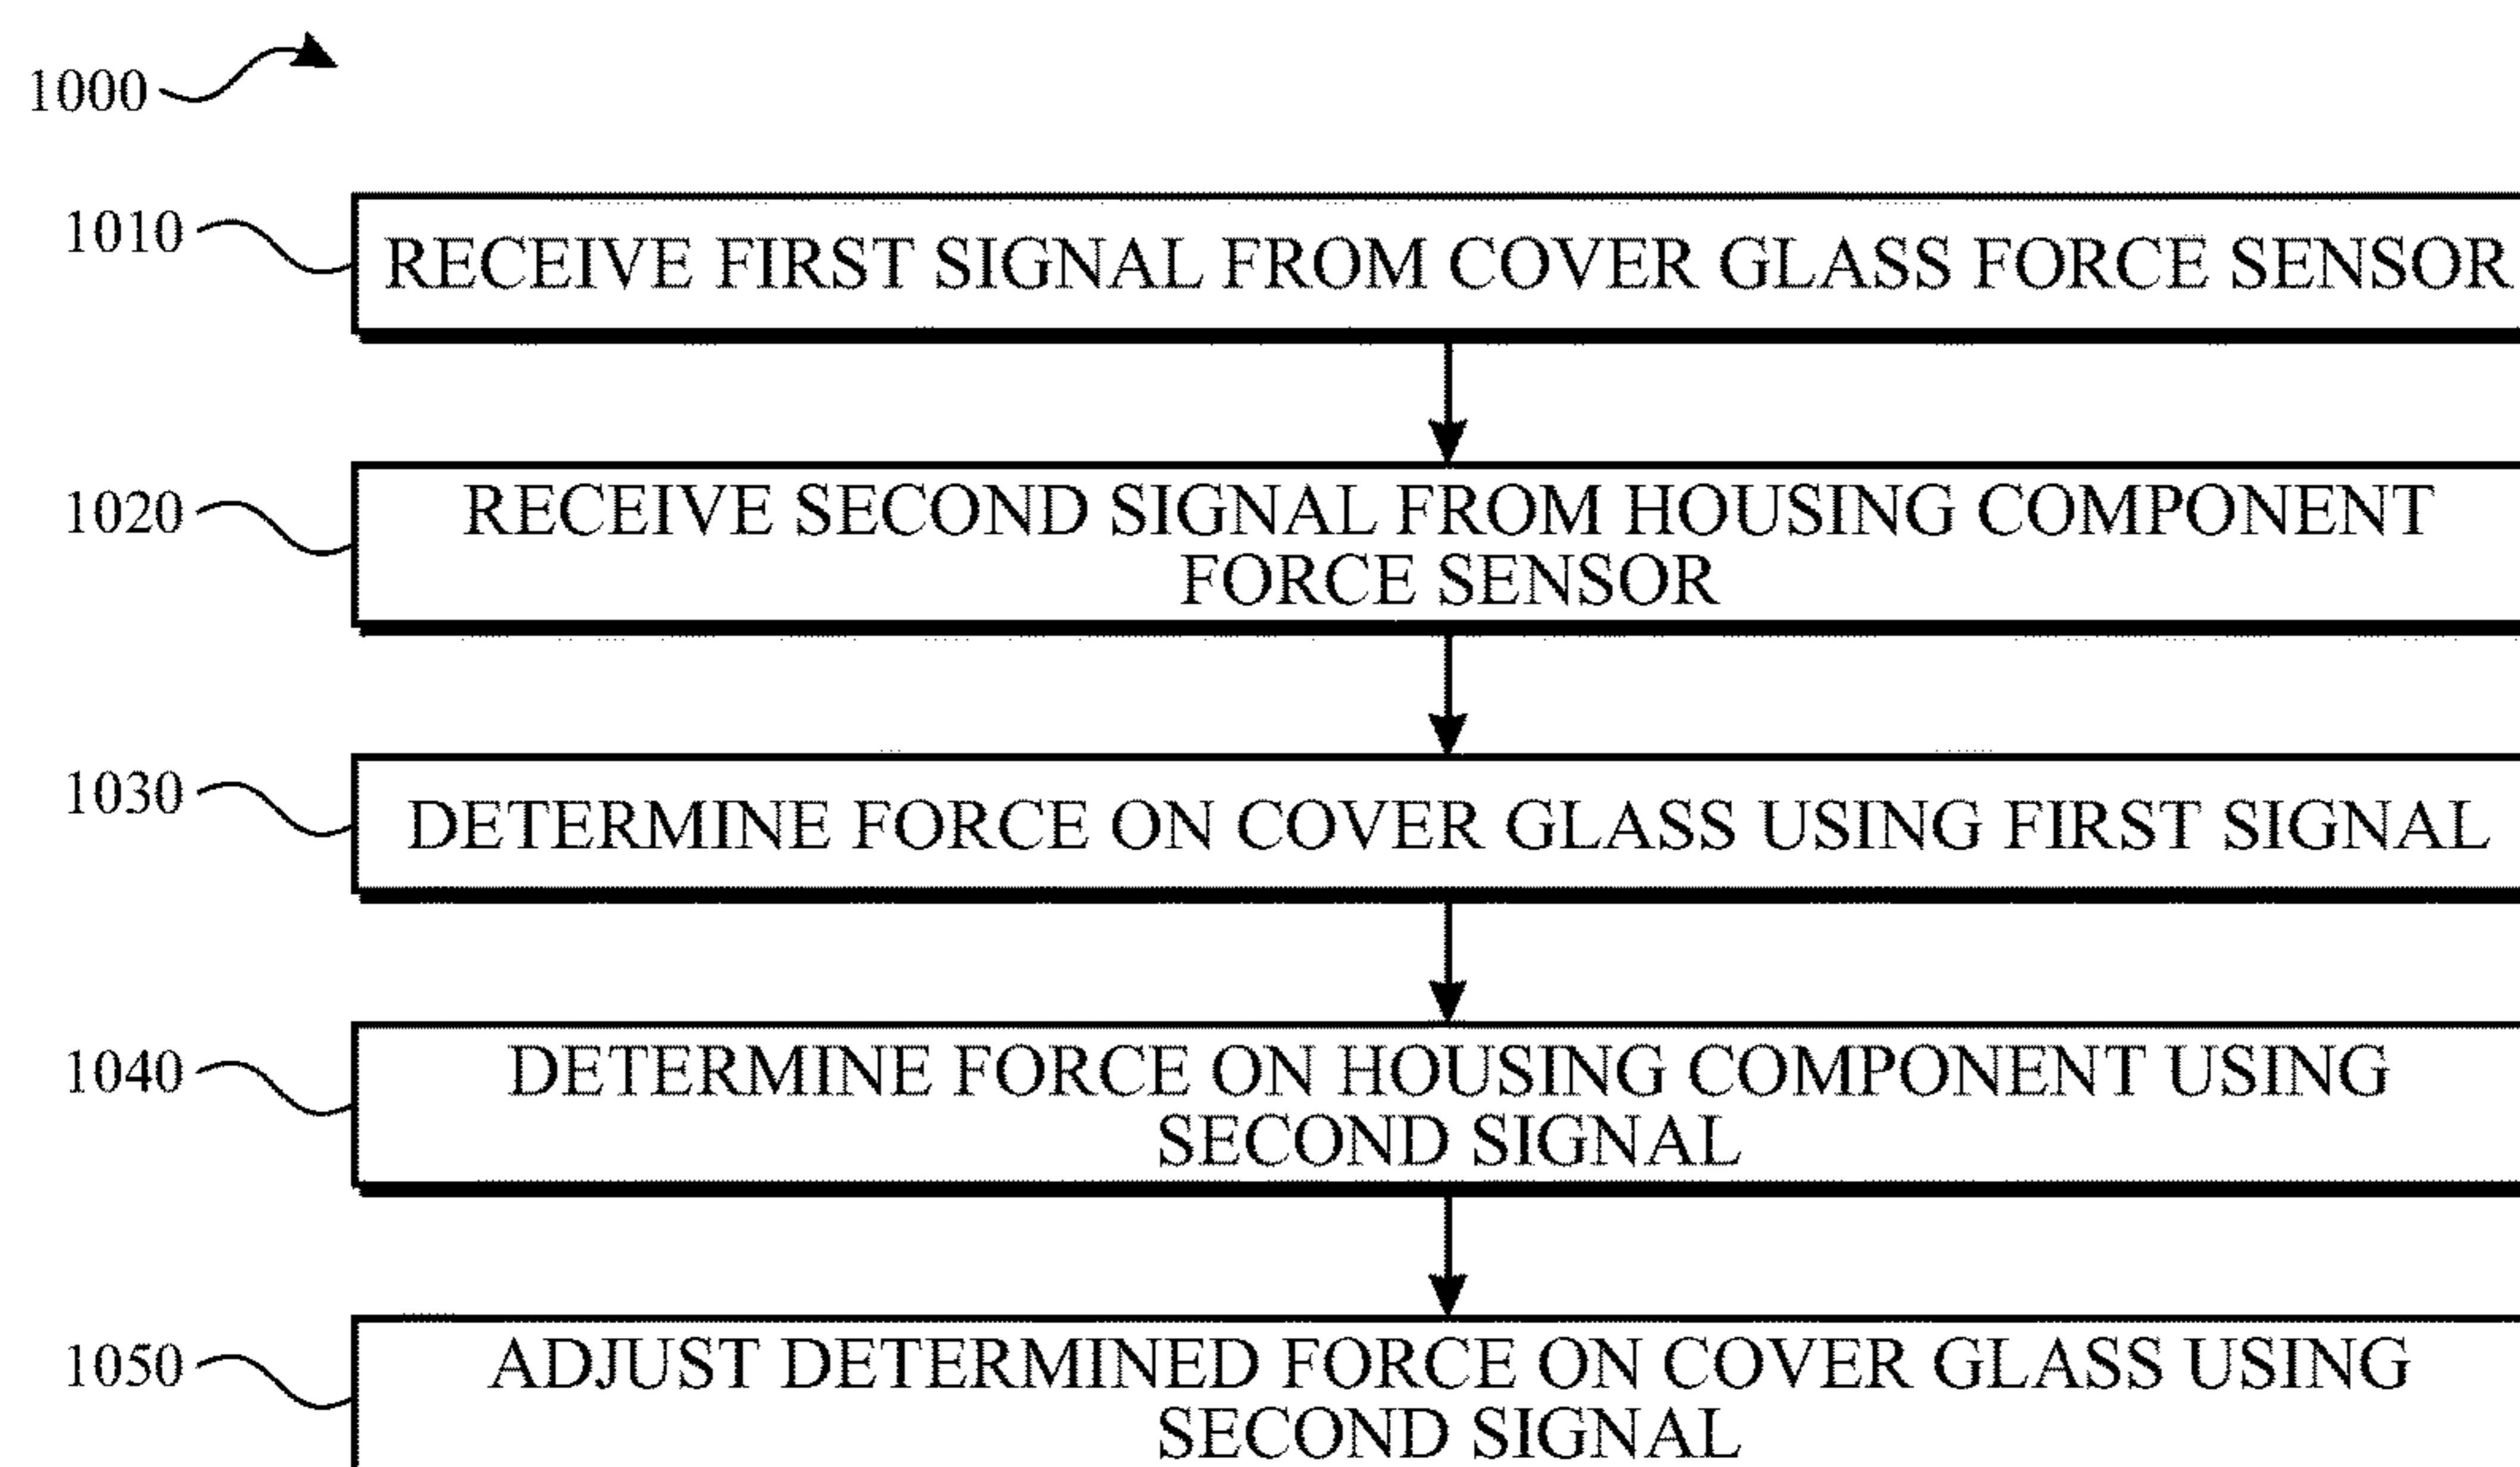 1000
1010
RECEIVE FIRST SIGNAL FROM COVER GLASS FORCE SENSOR
1020
RECEIVE SECOND SIGNAL FROM HOUSING COMPONENT
FORCE SENSOR
1030
DETERMINE FORCE ON COVER GLASS USING FIRST SIGNAL
1040
DETERMINE FORCE ON HOUSING COMPONENT USING
SECOND SIGNAL
1050
ADJUST DETERMINED FORCE ON COVER GLASS USING
SECOND SIGNAL